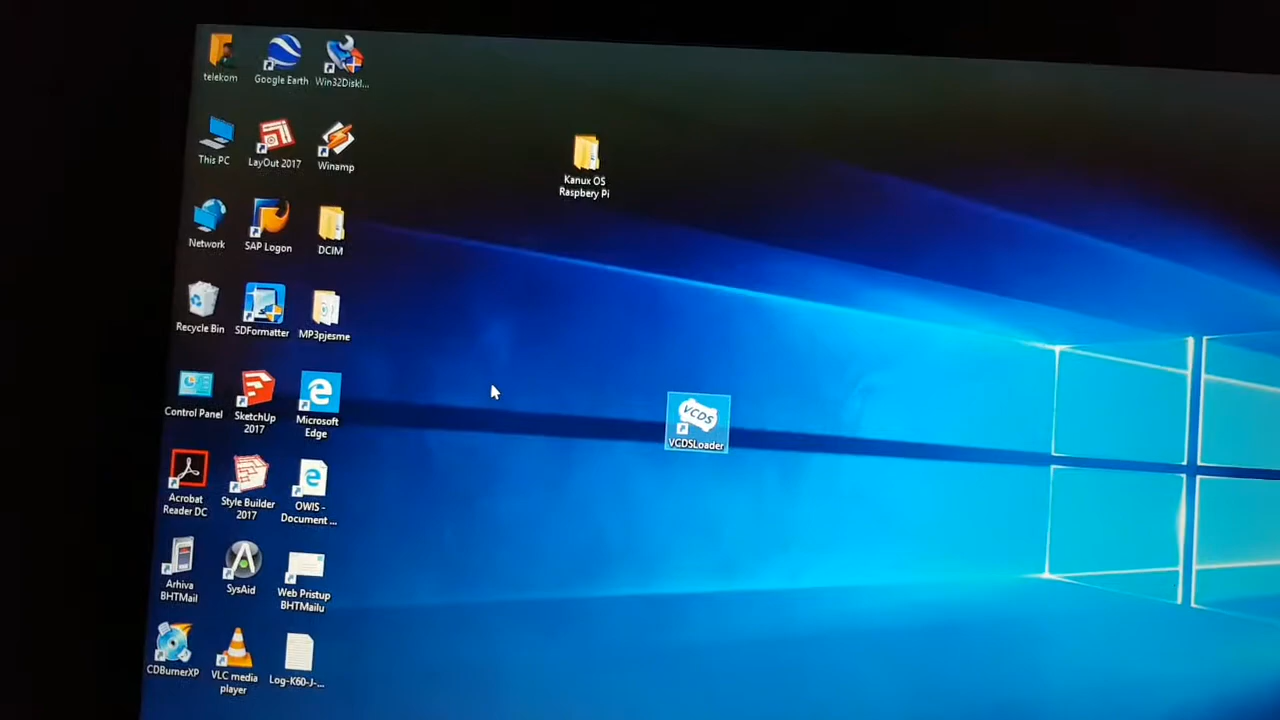 telekom
Google Earth
Win32Diskl...
This PC
LayOut 2017
Winamp
Kanux OS
Raspbery Pi
Network
SAP Logon
DCIM
Recycle Bin
SDFormatter
MP3pjesme
Control Panel
SketchUp
2017
Microsoft
Edge
VCDS
VCDSLoader
Acrobat
Reader DC
Style Builder
2017
OWIS -
Document ...
Arhiva
BHTMail
SysAid
Web Pristup
BHTMailu
CDBurnerXP
VLC media
player
Log-K60-J-...